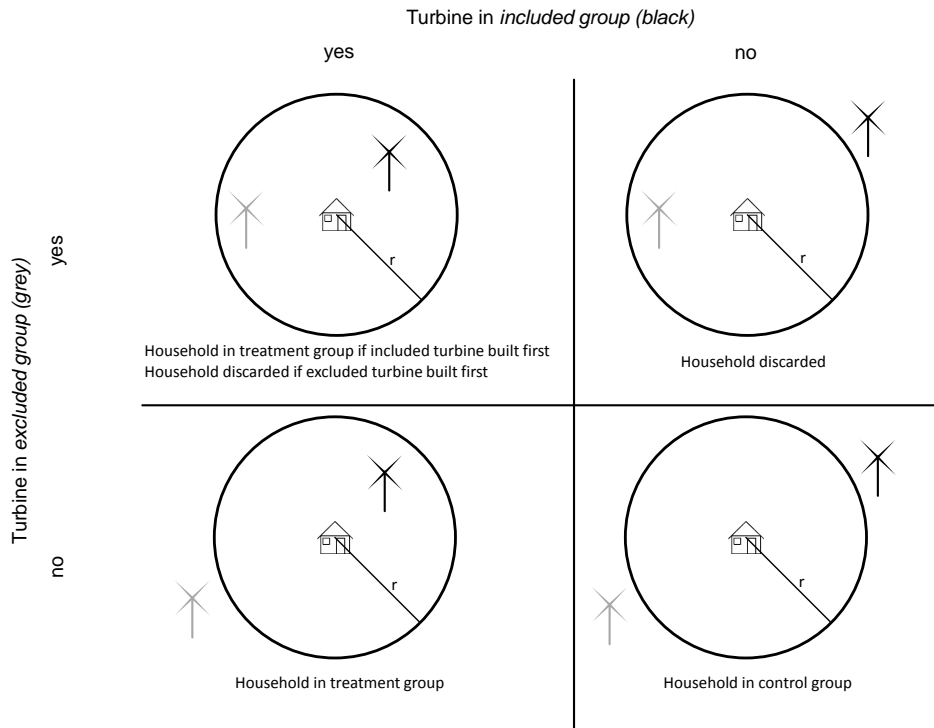 Turbine in included group (black)
yes
no
Turbine in excluded group (grey)
yes
r
Household in treatment group if included turbine built first
Household discarded if excluded turbine built first
r
Household discarded
no
r
Household in treatment group
r
Household in control group